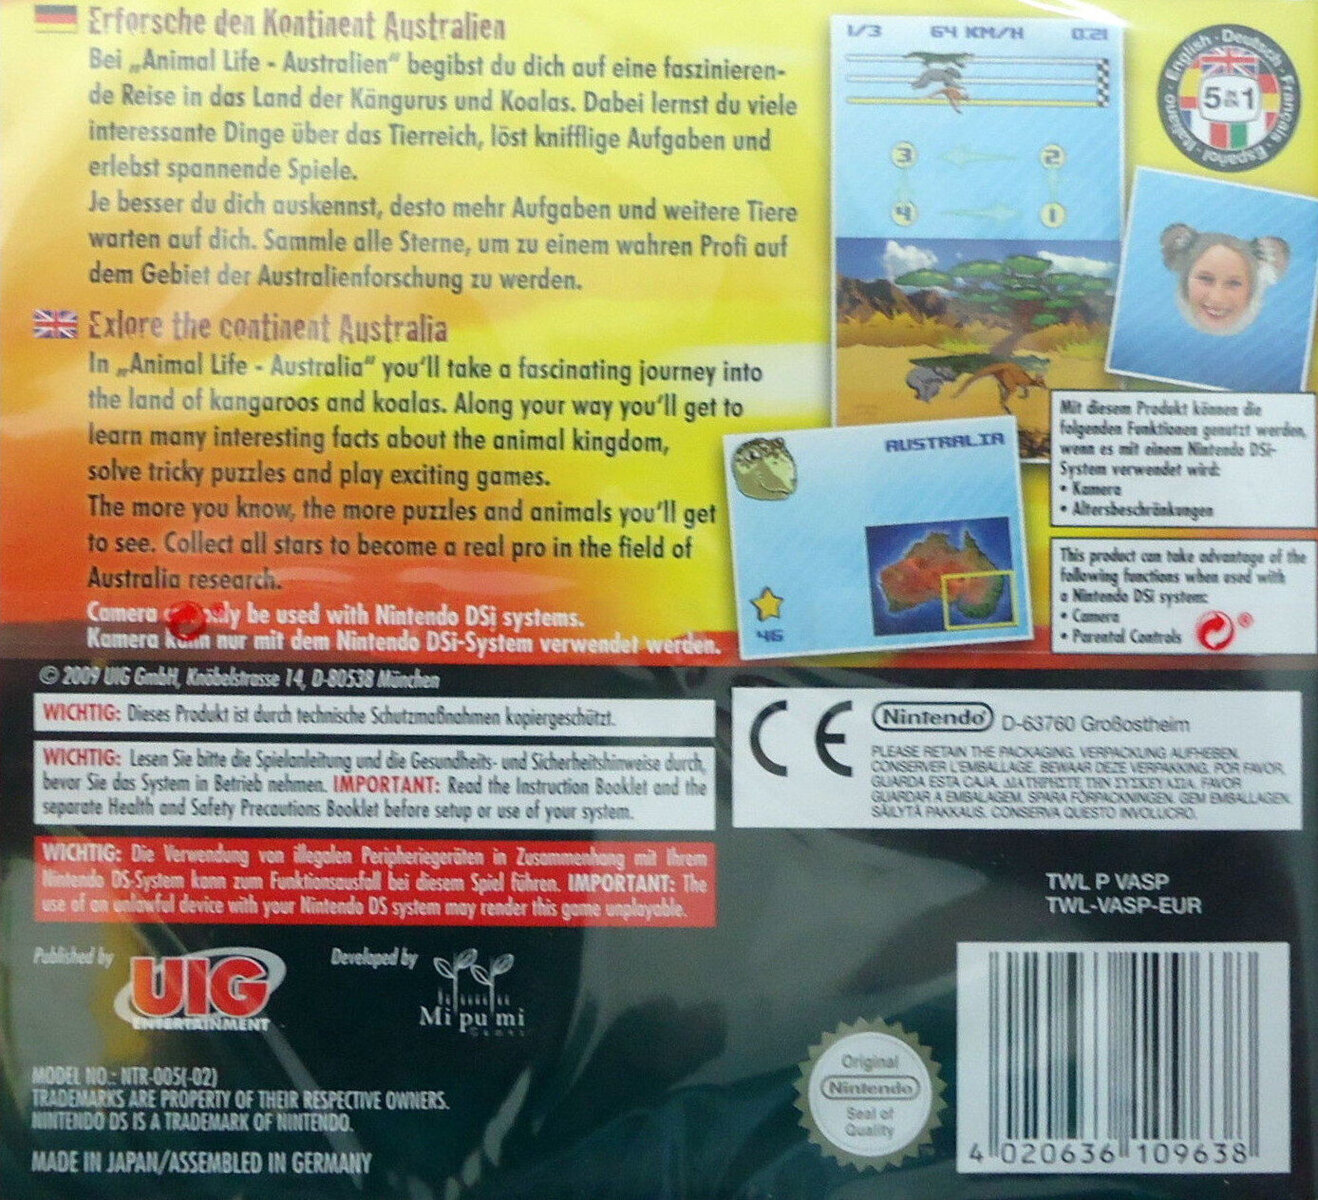 Erforsche den Kontinent Australien
Bei „Animal Life - Australien“ begibst du dich auf eine faszinieren-
de Reise in das Land der Kängurus und Koalas. Dabei lernst du viele
interessante Dinge über das Tierreich, löst knifflige Aufgaben und
erlebst spannende Spiele.
Je besser du dich auskennst, desto mehr Aufgaben und weitere Tiere
warten auf dich. Sammle alle Sterne, um zu einem wahren Profi auf
dem Gebiet der Australienforschung zu werden.
Exlore the continent Australia
In „Animal Life - Australia“ you'll take a fascinating journey into
the land of kangaroos and koalas. Along your way you'll get to
learn many interesting facts about the animal kingdom,
solve tricky puzzles and play exciting games.
The more you know, the more puzzles and animals you'll get
to see. Collect all stars to become a real pro in the field of
Australia research.
Camera only be used with Nintendo DSi systems.
Kamera kann nur mit dem Nintendo DSi-System verwendet werden.
1/3 64 KM/H 0:21
3 2
4 1
English · Deutsch · Français · Español · Italiano
5 IN 1
AUSTRALIA
46
Mit diesem Produkt können die
folgenden Funktionen genutzt werden,
wenn es mit einem Nintendo DSi-
System verwendet wird:
• Kamera
• Altersbeschränkungen
This product can take advantage of the
following functions when used with
a Nintendo DSi system:
• Camera
• Parental Controls
®
© 2009 UIG GmbH, Knöbelstrasse 14, D-80538 München
WICHTIG: Dieses Produkt ist durch technische Schutzmaßnahmen kopiergeschützt.
WICHTIG: Lesen Sie bitte die Spielanleitung und die Gesundheits- und Sicherheitshinweise durch,
bevor Sie das System in Betrieb nehmen. IMPORTANT: Read the Instruction Booklet and the
separate Health and Safety Precautions Booklet before setup or use of your system.
WICHTIG: Die Verwendung von illegalen Peripheriegeräten in Zusammenhang mit Ihrem
Nintendo DS-System kann zum Funktionsausfall bei diesem Spiel führen. IMPORTANT: The
use of an unlawful device with your Nintendo DS system may render this game unplayable.
CE Nintendo® D-63760 Großostheim
PLEASE RETAIN THE PACKAGING. VERPACKUNG AUFHEBEN.
CONSERVER L'EMBALLAGE. BEWAAR DEZE VERPAKKING. POR FAVOR,
GUARDA ESTA CAJA. ΔΙΑΤΗΡΗΣΤΕ ΤΗΝ ΣΥΣΚΕΥΑΣΙΑ. FAVOR
GUARDAR A EMBALAGEM. SPARA FÖRPACKNINGEN. GEM EMBALLAGEN.
SÄILYTÄ PAKKAUS. CONSERVA QUESTO INVOLUCRO.
TWL P VASP
TWL-VASP-EUR
Published by
UIG
ENTERTAINMENT
Developed by
Mi pu mi
GAMES
MODEL NO.: NTR-005(-02)
TRADEMARKS ARE PROPERTY OF THEIR RESPECTIVE OWNERS.
NINTENDO DS IS A TRADEMARK OF NINTENDO.
MADE IN JAPAN/ASSEMBLED IN GERMANY
Original
Nintendo
Seal of
Quality
4 020636 109638